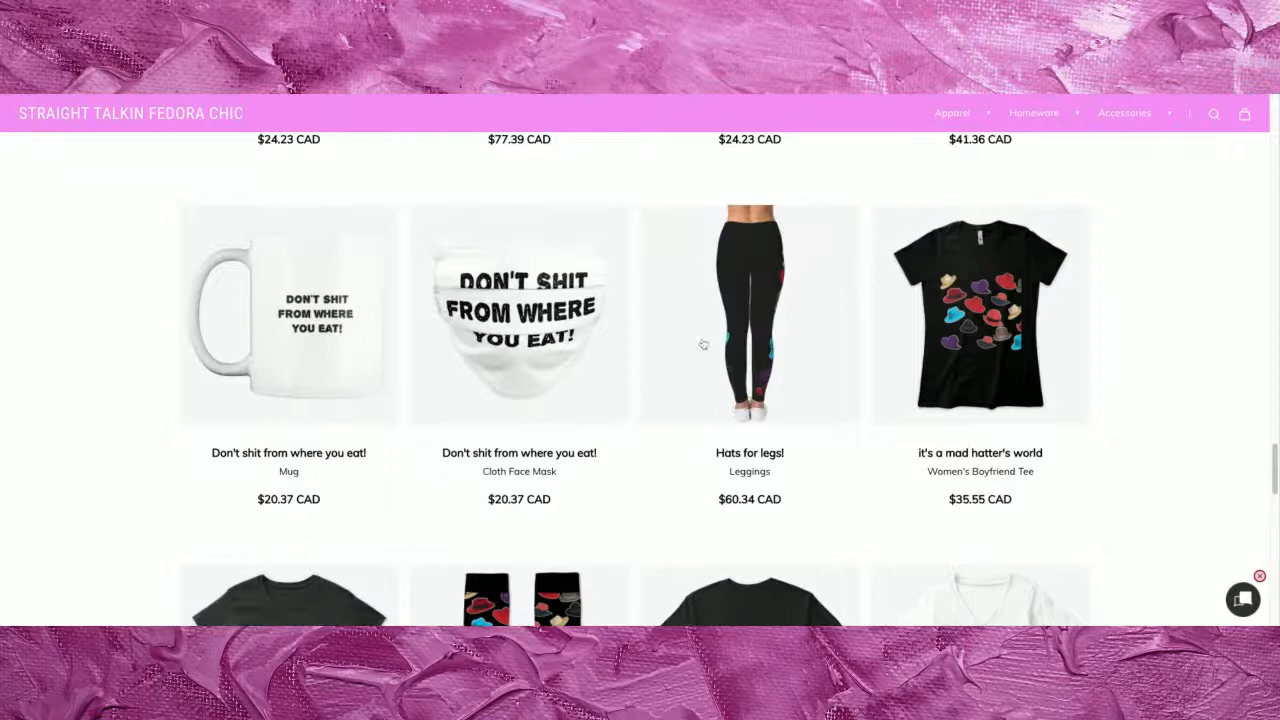 STRAIGHT TALKIN FEDORA CHIC
Apparel Homeware Accessories
$24.23 CAD $77.39 CAD $24.23 CAD $41.36 CAD
DON'T SHIT
FROM WHERE
YOU EAT!
DON'T SHIT
FROM WHERE
YOU EAT!
Don't shit from where you eat! Don't shit from where you eat! Hats for legs! it's a mad hatter's world
Mug Cloth Face Mask Leggings Women's Boyfriend Tee
$20.37 CAD $20.37 CAD $60.34 CAD $35.55 CAD